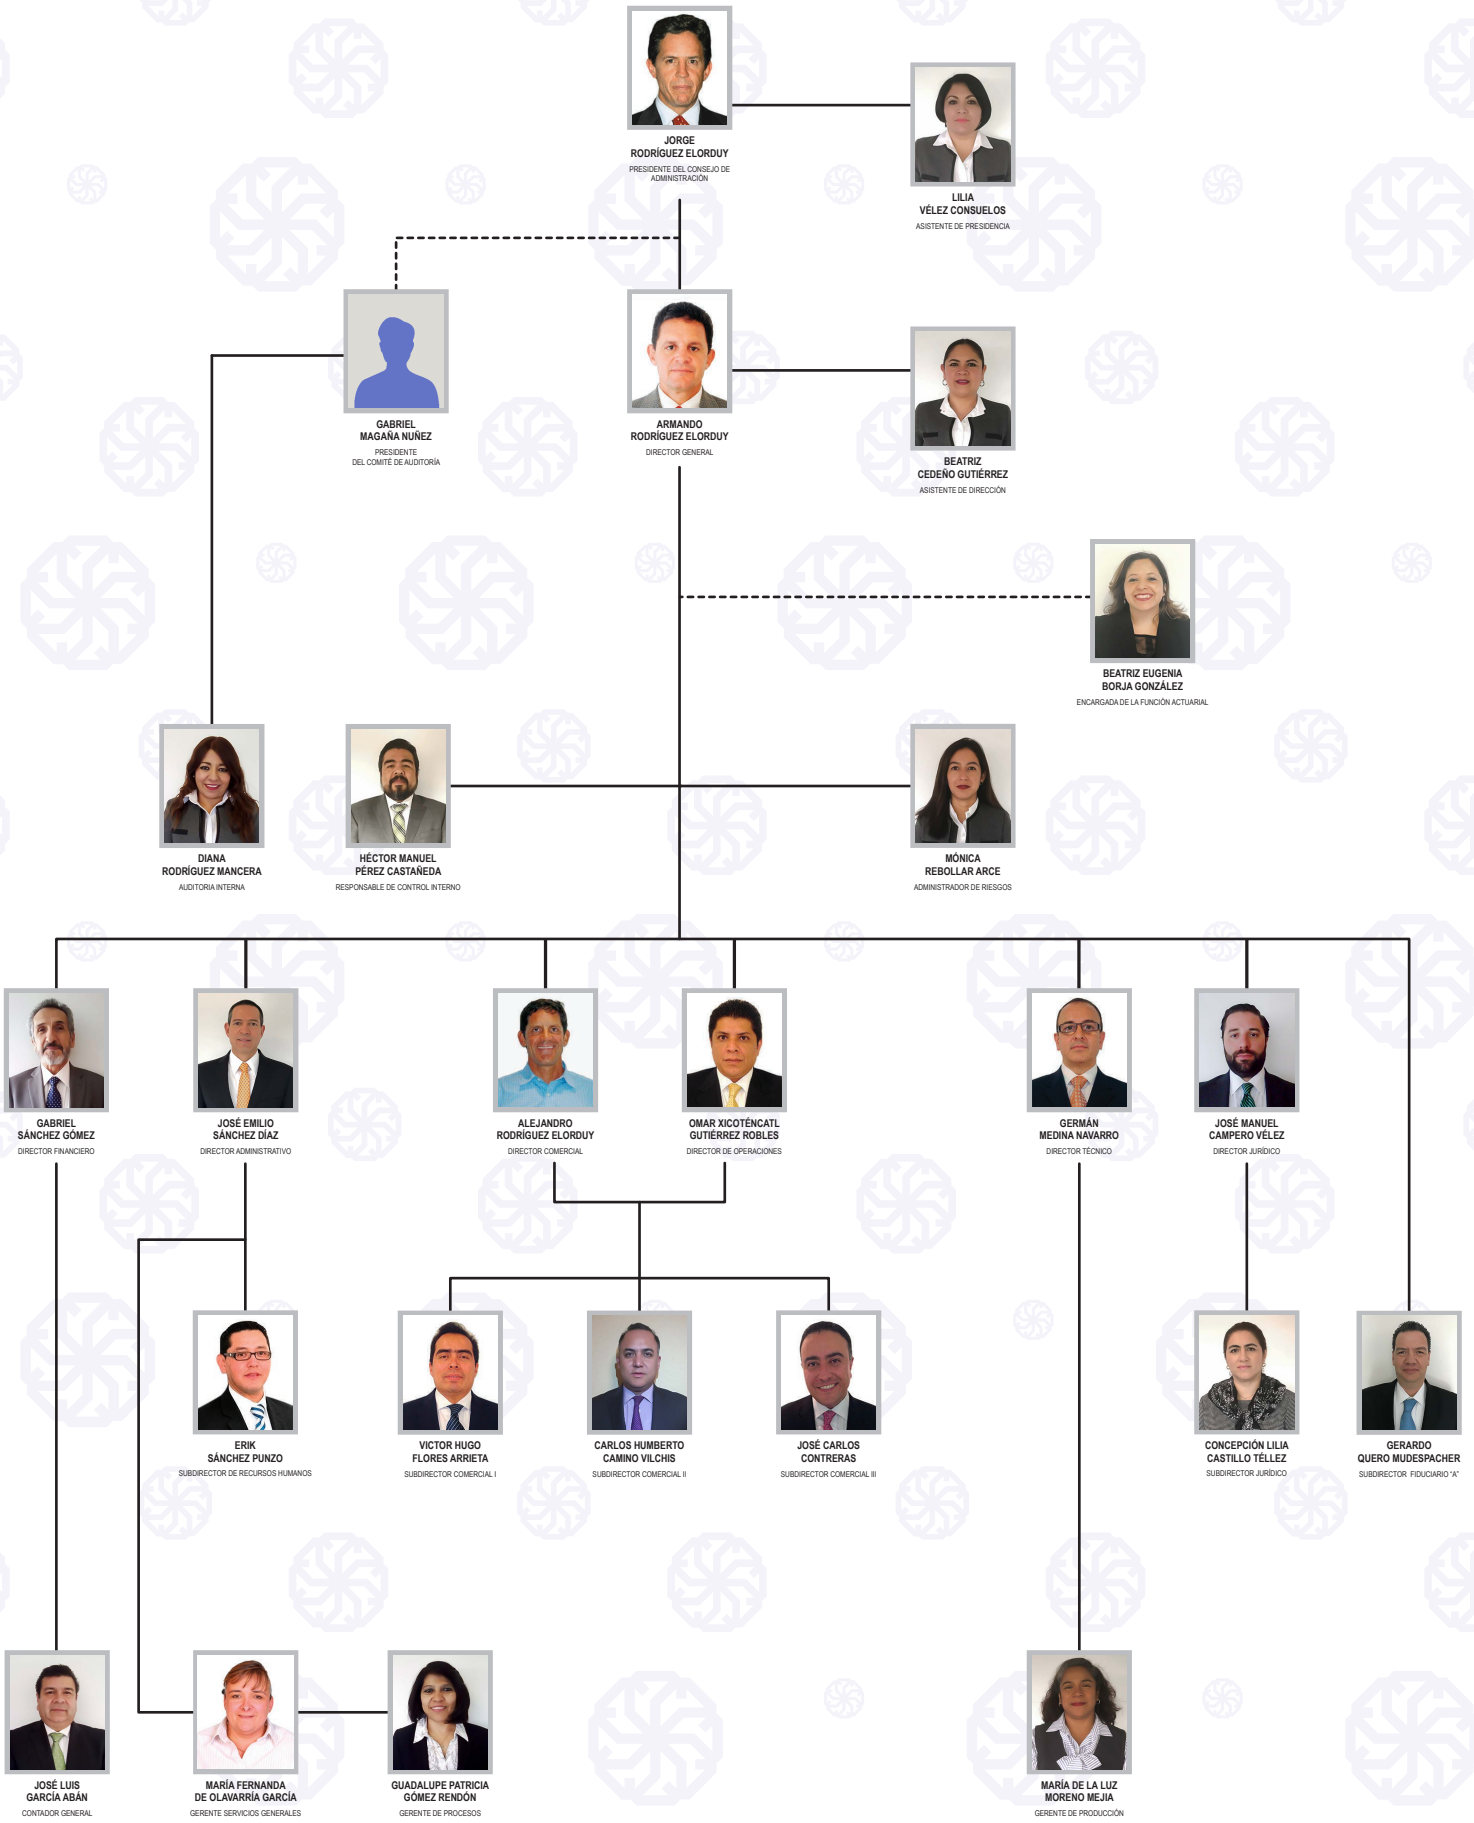 JORGE
RODRÍGUEZ ELORDUY
PRESIDENTE DEL CONSEJO DE
ADMINISTRACIÓN
LILIA
VÉLEZ CONSUELOS
ASISTENTE DE PRESIDENCIA
GABRIEL
MAGAÑA NUÑEZ
PRESIDENTE
DEL COMITÉ DE AUDITORÍA
ARMANDO
RODRÍGUEZ ELORDUY
DIRECTOR GENERAL
BEATRIZ
CEDEÑO GUTIÉRREZ
ASISTENTE DE DIRECCIÓN
BEATRIZ EUGENIA
BORJA GONZÁLEZ
ENCARGADA DE LA FUNCIÓN ACTUARIAL
DIANA
RODRÍGUEZ MANCERA
AUDITORIA INTERNA
HÉCTOR MANUEL
PÉREZ CASTAÑEDA
RESPONSABLE DE CONTROL INTERNO
MÓNICA
REBOLLAR ARCE
ADMINISTRADOR DE RIESGOS
GABRIEL
SÁNCHEZ GÓMEZ
DIRECTOR FINANCIERO
JOSÉ EMILIO
SÁNCHEZ DÍAZ
DIRECTOR ADMINISTRATIVO
ALEJANDRO
RODRÍGUEZ ELORDUY
DIRECTOR COMERCIAL
OMAR XICOTÉNCATL
GUTIÉRREZ ROBLES
DIRECTOR DE OPERACIONES
GERMÁN
MEDINA NAVARRO
DIRECTOR TÉCNICO
JOSÉ MANUEL
CAMPERO VÉLEZ
DIRECTOR JURÍDICO
ERIK
SÁNCHEZ PUNZO
SUBDIRECTOR DE RECURSOS HUMANOS
VICTOR HUGO
FLORES ARRIETA
SUBDIRECTOR COMERCIAL I
CARLOS HUMBERTO
CAMINO VILCHIS
SUBDIRECTOR COMERCIAL II
JOSÉ CARLOS
CONTRERAS
SUBDIRECTOR COMERCIAL III
CONCEPCIÓN LILIA
CASTILLO TÉLLEZ
SUBDIRECTOR JURÍDICO
GERARDO
QUERO MUDESPACHER
SUBDIRECTOR FIDUCIARIO "A"
JOSÉ LUIS
GARCÍA ABÁN
CONTADOR GENERAL
MARÍA FERNANDA
DE OLAVARRÍA GARCÍA
GERENTE SERVICIOS GENERALES
GUADALUPE PATRICIA
GÓMEZ RENDÓN
GERENTE DE PROCESOS
MARÍA DE LA LUZ
MORENO MEJIA
GERENTE DE PRODUCCIÓN